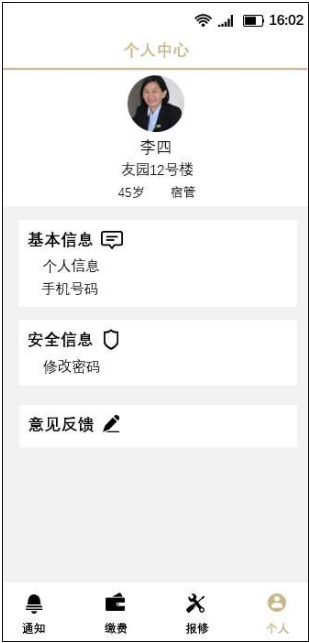 16:02
个人中心
李四
友园12号楼
45岁 宿管
基本信息
个人信息
手机号码
安全信息
修改密码
意见反馈
通知 缴费 报修 个人